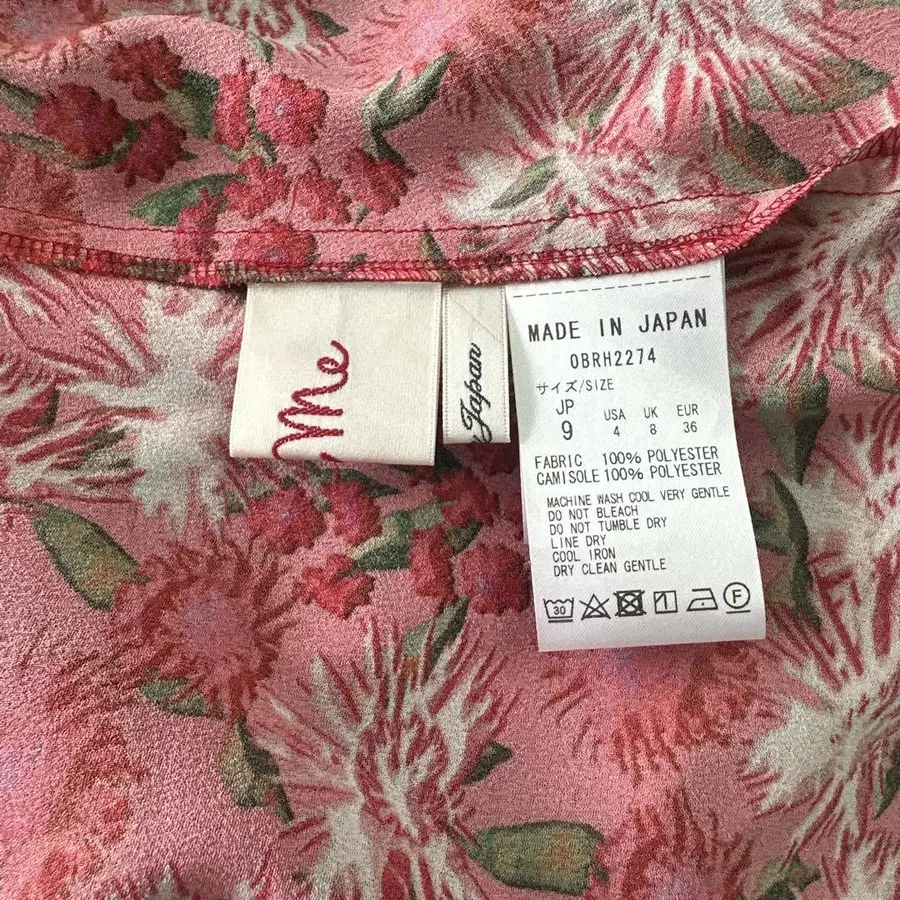 Me
Japan
MADE IN JAPAN
OBRH2274
サイズ/SIZE
JP USA UK EUR
9 4 8 36
FABRIC 100% POLYESTER
CAMISOLE 100% POLYESTER
MACHINE WASH COOL VERY GENTLE
DO NOT BLEACH
DO NOT TUMBLE DRY
LINE DRY
COOL IRON
DRY CLEAN GENTLE
30 F